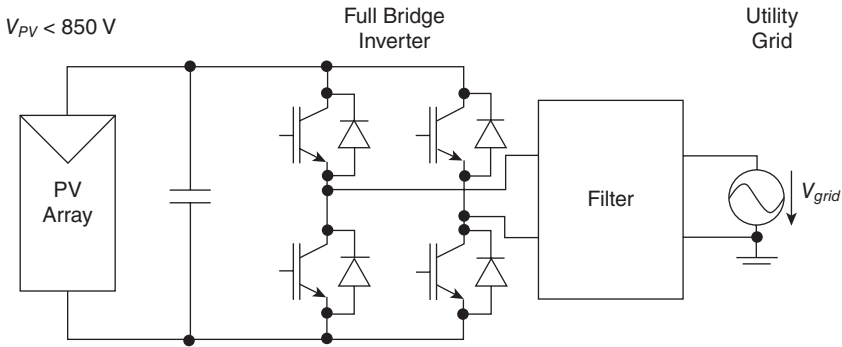 V_PV < 850 V
Full Bridge
Inverter
Utility
Grid
PV
Array
Filter
V_grid